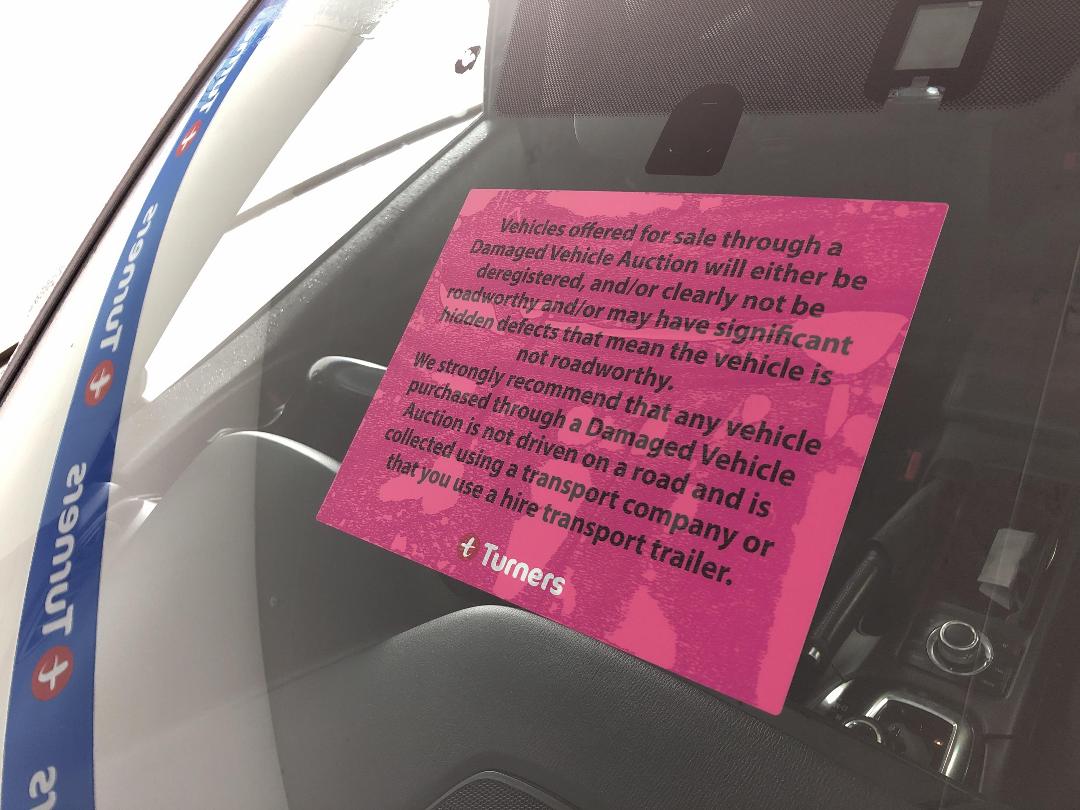 Vehicles offered for sale through a
Damaged Vehicle Auction will either be
deregistered, and/or clearly not be
roadworthy and/or may have significant
hidden defects that mean the vehicle is
not roadworthy.
We strongly recommend that any vehicle
purchased through a Damaged Vehicle
Auction is not driven on a road and is
collected using a transport company or
that you use a hire transport trailer.
Turners
Turners
Turners
Turners